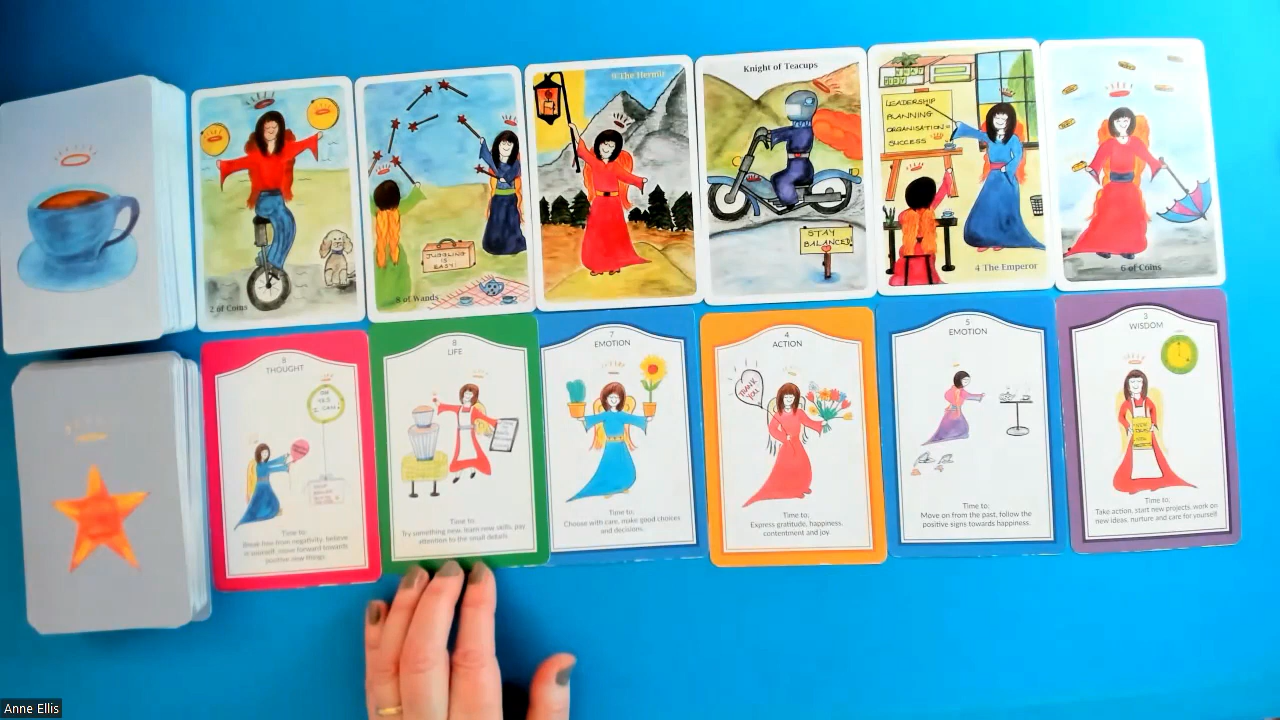 2 of Coins
JUGGLING
IS
EASY!
8 of Wands
9 The Hermit
Knight of Teacups
STAY
BALANCED!
LEADERSHIP
PLANNING
ORGANISATION =
SUCCESS
4 The Emperor
6 of Coins
THOUGHT
OH
YES
I CAN!
Time to:
Break free from negativity, believe
in yourself, move forward towards
positive new things.
8
LIFE
Time to:
Try something new, learn new skills, pay
attention to the small details.
7
EMOTION
Time to:
Choose with care, make good choices
and decisions.
4
ACTION
THANK
YOU
Time to:
Express gratitude, happiness,
contentment and joy
5
EMOTION
Time to:
Move on from the past, follow the
positive signs towards happiness.
3
WISDOM
Time to:
Take action, start new projects, work on
new ideas, nurture and care for yourself
Anne Ellis